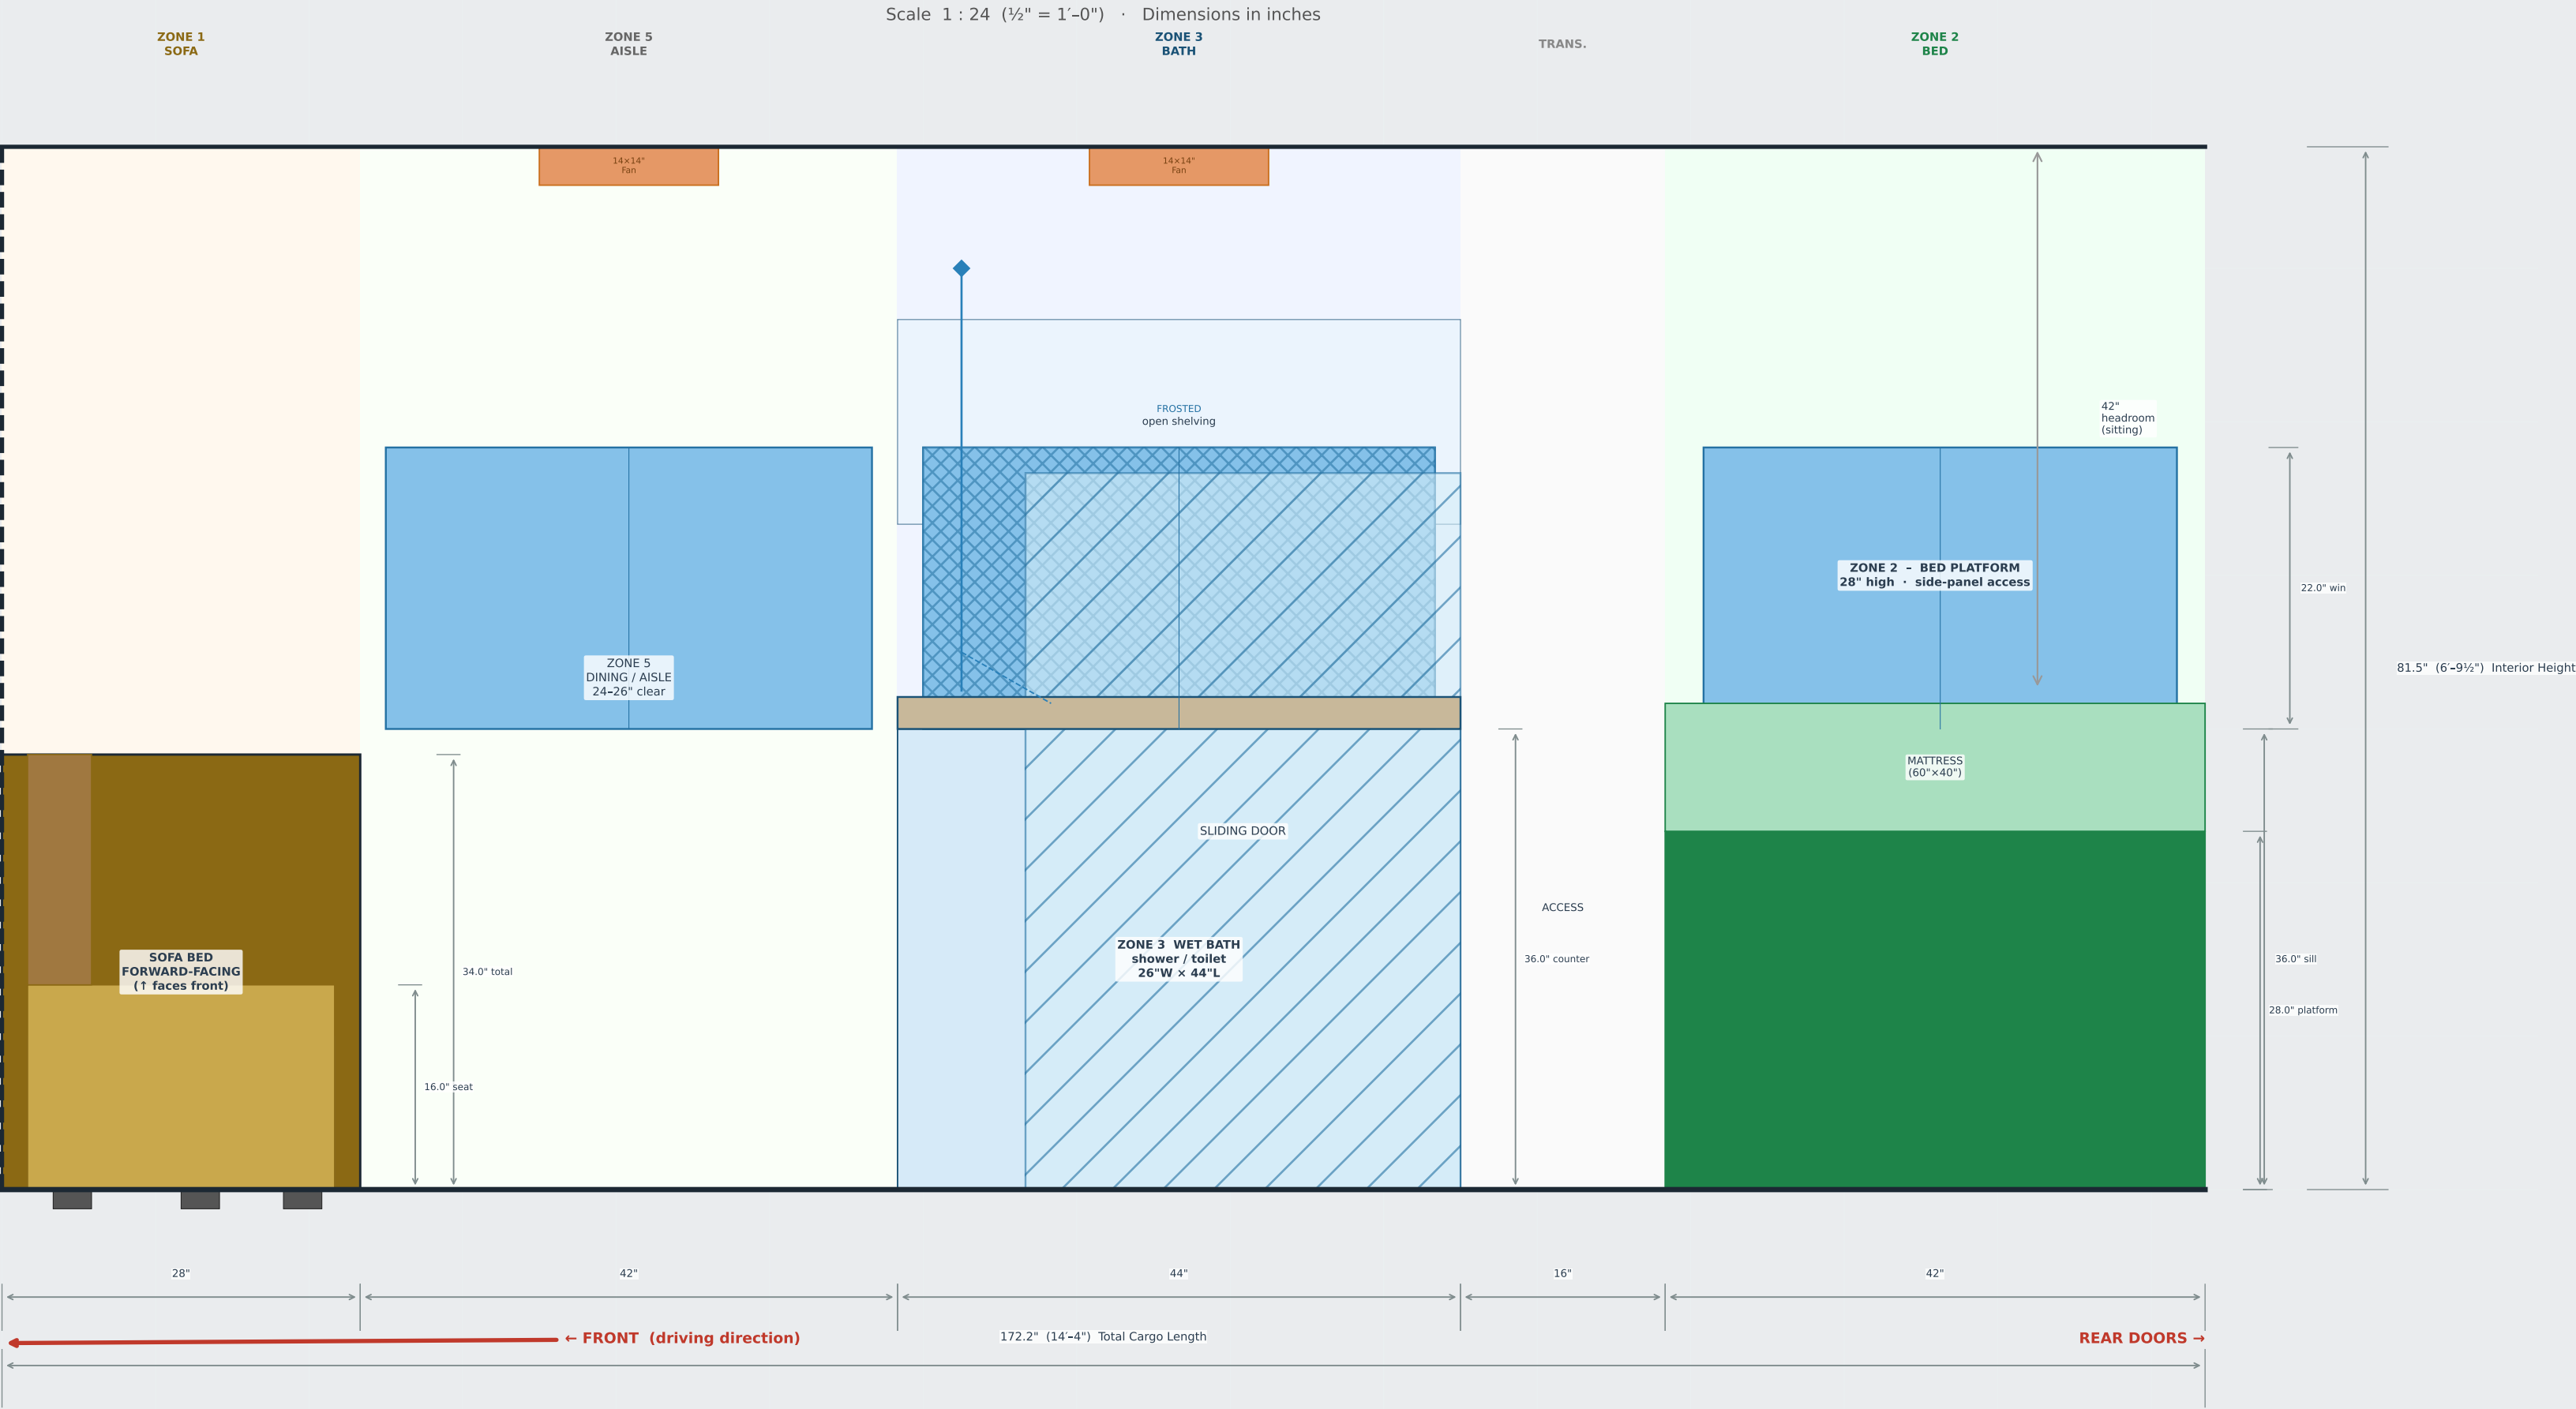 Scale  1 : 24  (½" = 1′–0")   ·   Dimensions in inches
ZONE 1
SOFA
ZONE 5
AISLE
ZONE 3
BATH
TRANS.
ZONE 2
BED
14×14"
Fan
14×14"
Fan
FROSTED
open shelving
42"
headroom
(sitting)
ZONE 2  –  BED PLATFORM
28" high  ·  side-panel access
22.0" win
ZONE 5
DINING / AISLE
24–26" clear
81.5"  (6′–9½")  Interior Height
MATTRESS
(60"×40")
SLIDING DOOR
ACCESS
SOFA BED
FORWARD-FACING
(↑ faces front)
34.0" total
ZONE 3  WET BATH
shower / toilet
26"W × 44"L
36.0" counter
36.0" sill
28.0" platform
16.0" seat
28"
42"
44"
16"
42"
← FRONT  (driving direction)
172.2"  (14′–4")  Total Cargo Length
REAR DOORS →